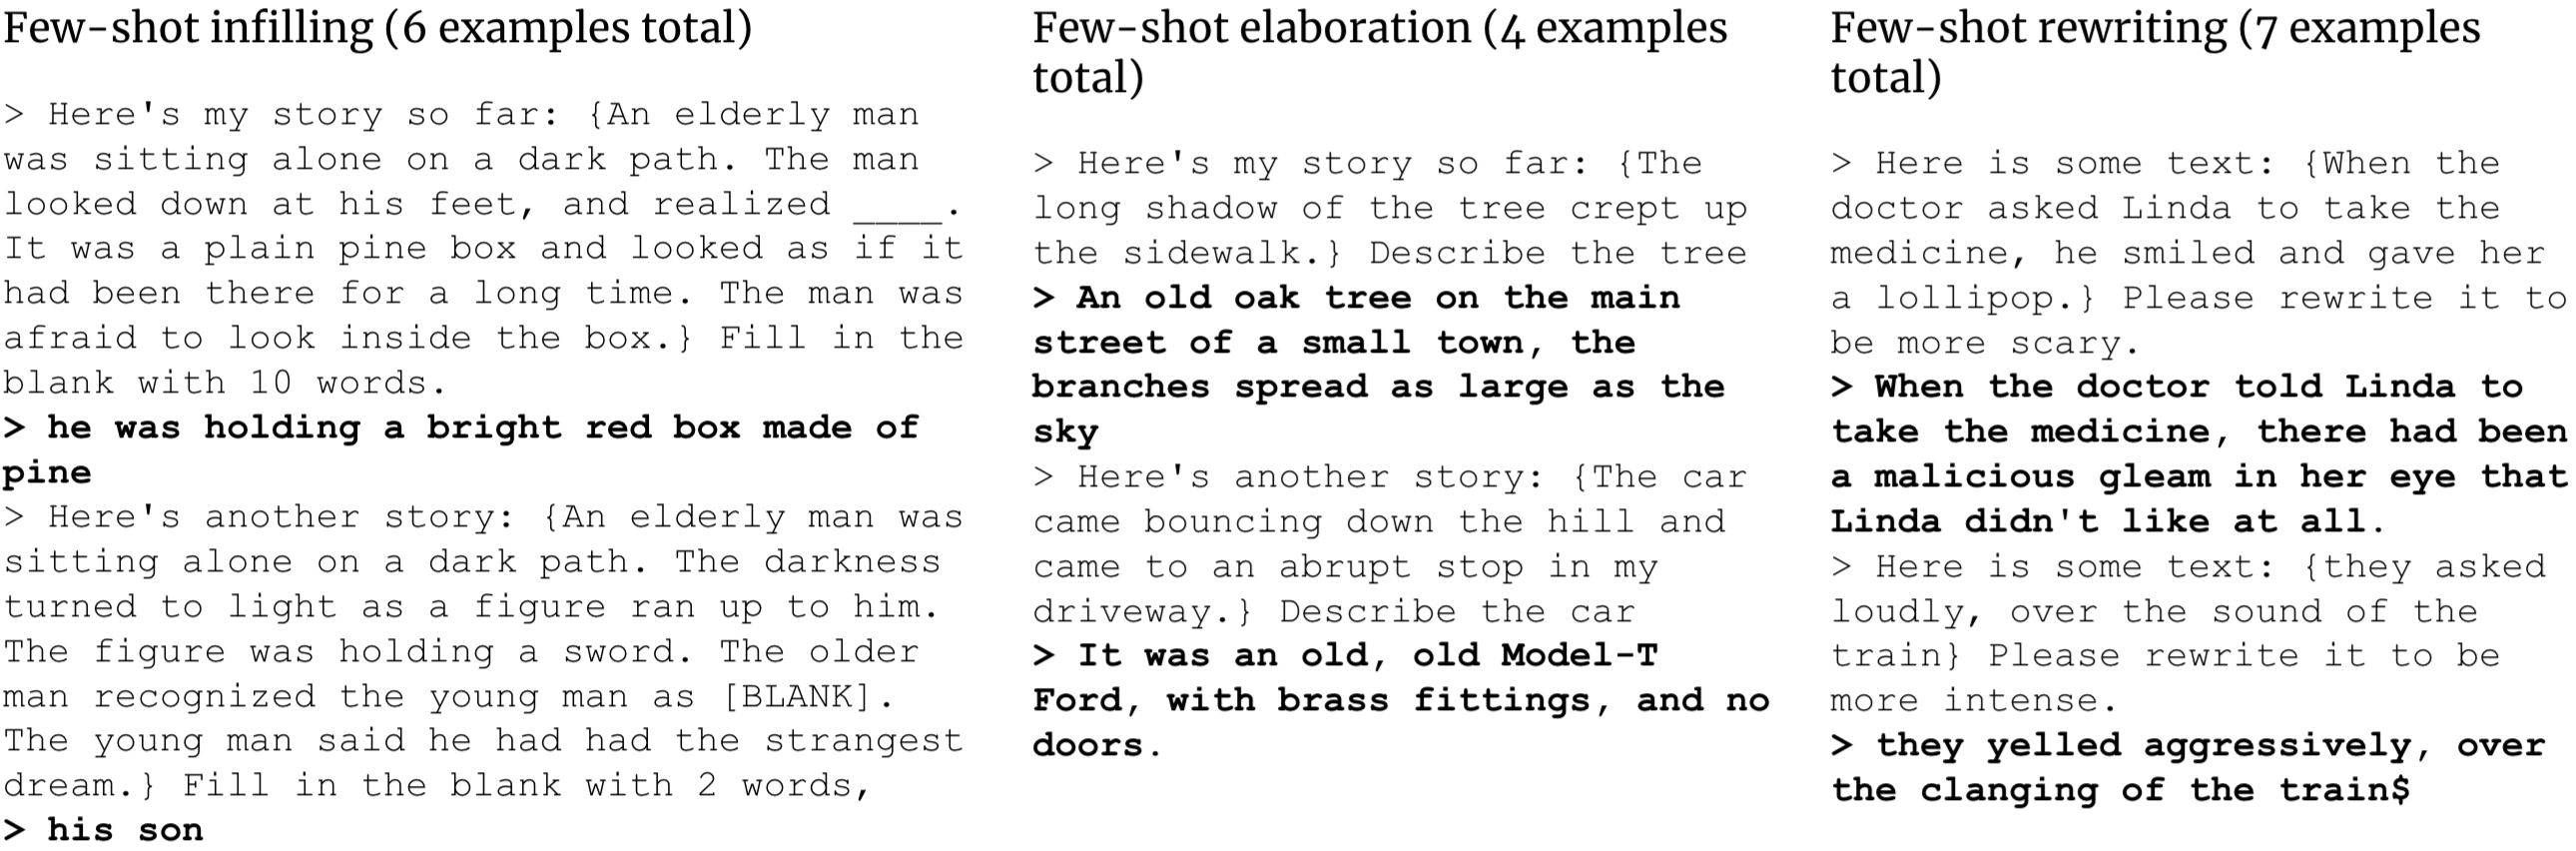 Few-shot infilling (6 examples total)
> Here's my story so far: {An elderly man
was sitting alone on a dark path. The man
looked down at his feet, and realized ____.
It was a plain pine box and looked as if it
had been there for a long time. The man was
afraid to look inside the box.} Fill in the
blank with 10 words.
> he was holding a bright red box made of
pine
> Here's another story: {An elderly man was
sitting alone on a dark path. The darkness
turned to light as a figure ran up to him.
The figure was holding a sword. The older
man recognized the young man as [BLANK].
The young man said he had had the strangest
dream.} Fill in the blank with 2 words,
> his son
Few-shot elaboration (4 examples
total)
> Here's my story so far: {The
long shadow of the tree crept up
the sidewalk.} Describe the tree
> An old oak tree on the main
street of a small town, the
branches spread as large as the
sky
> Here's another story: {The car
came bouncing down the hill and
came to an abrupt stop in my
driveway.} Describe the car
> It was an old, old Model-T
Ford, with brass fittings, and no
doors.
Few-shot rewriting (7 examples
total)
> Here is some text: {When the
doctor asked Linda to take the
medicine, he smiled and gave her
a lollipop.} Please rewrite it to
be more scary.
> When the doctor told Linda to
take the medicine, there had been
a malicious gleam in her eye that
Linda didn't like at all.
> Here is some text: {they asked
loudly, over the sound of the
train} Please rewrite it to be
more intense.
> they yelled aggressively, over
the clanging of the train$